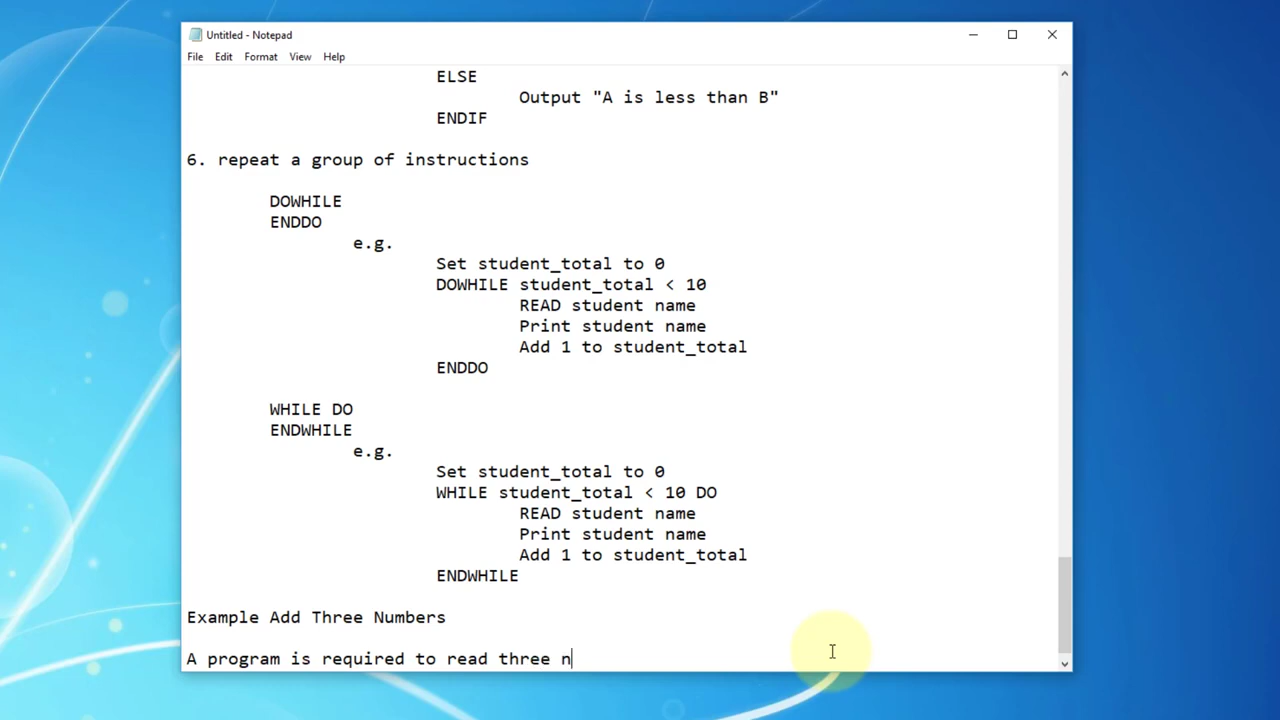 Untitled - Notepad
File Edit Format View Help
ELSE
Output "A is less than B"
ENDIF
6. repeat a group of instructions
DOWHILE
ENDDO
e.g.
Set student_total to 0
DOWHILE student_total < 10
READ student name
Print student name
Add 1 to student_total
ENDDO
WHILE DO
ENDWHILE
e.g.
Set student_total to 0
WHILE student_total < 10 DO
READ student name
Print student name
Add 1 to student_total
ENDWHILE
Example Add Three Numbers
A program is required to read three n